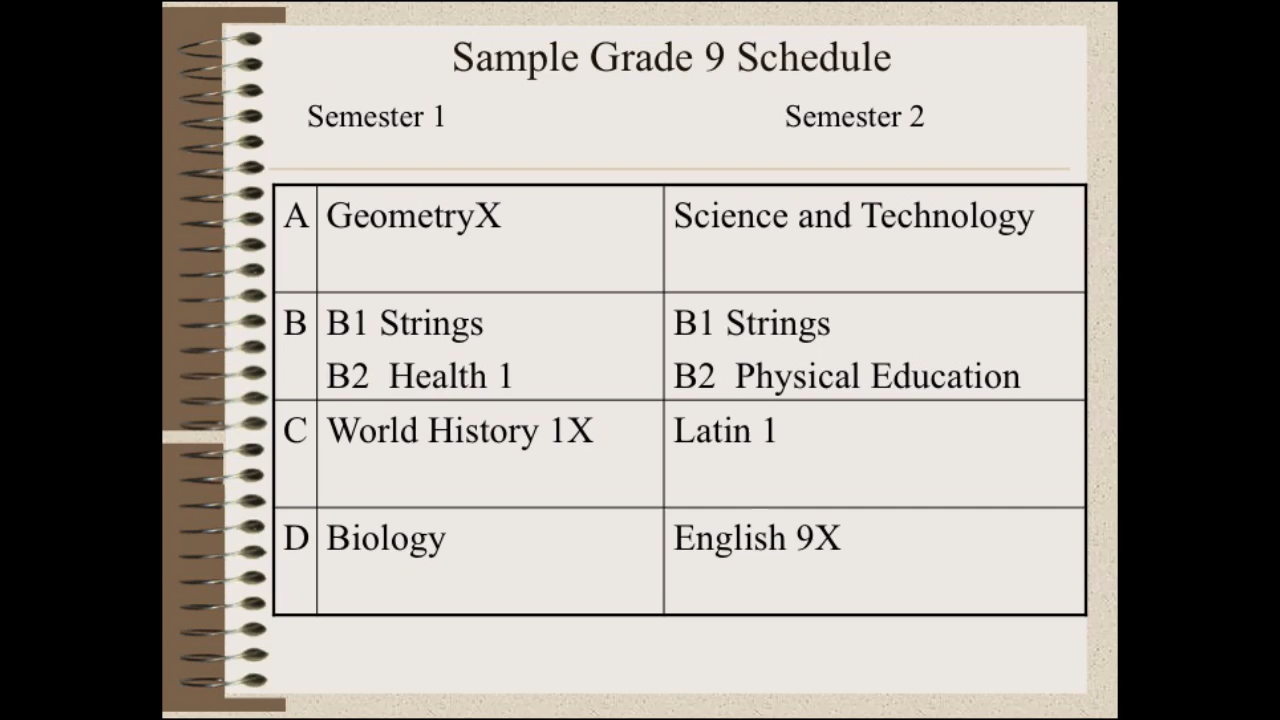 Sample Grade 9 Schedule
Semester 1 Semester 2
A GeometryX Science and Technology
B B1 Strings B1 Strings
B2 Health 1 B2 Physical Education
C World History 1X Latin 1
D Biology English 9X